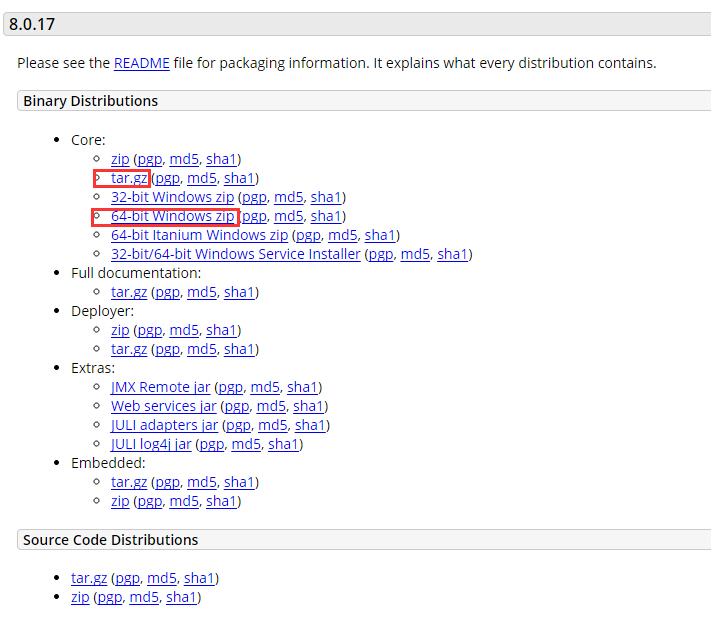 8.0.17
Please see the README file for packaging information. It explains what every distribution contains.
Binary Distributions
Core:
zip (pgp, md5, sha1)
tar.gz (pgp, md5, sha1)
32-bit Windows zip (pgp, md5, sha1)
64-bit Windows zip (pgp, md5, sha1)
64-bit Itanium Windows zip (pgp, md5, sha1)
32-bit/64-bit Windows Service Installer (pgp, md5, sha1)
Full documentation:
tar.gz (pgp, md5, sha1)
Deployer:
zip (pgp, md5, sha1)
tar.gz (pgp, md5, sha1)
Extras:
JMX Remote jar (pgp, md5, sha1)
Web services jar (pgp, md5, sha1)
JULI adapters jar (pgp, md5, sha1)
JULI log4j jar (pgp, md5, sha1)
Embedded:
tar.gz (pgp, md5, sha1)
zip (pgp, md5, sha1)
Source Code Distributions
tar.gz (pgp, md5, sha1)
zip (pgp, md5, sha1)